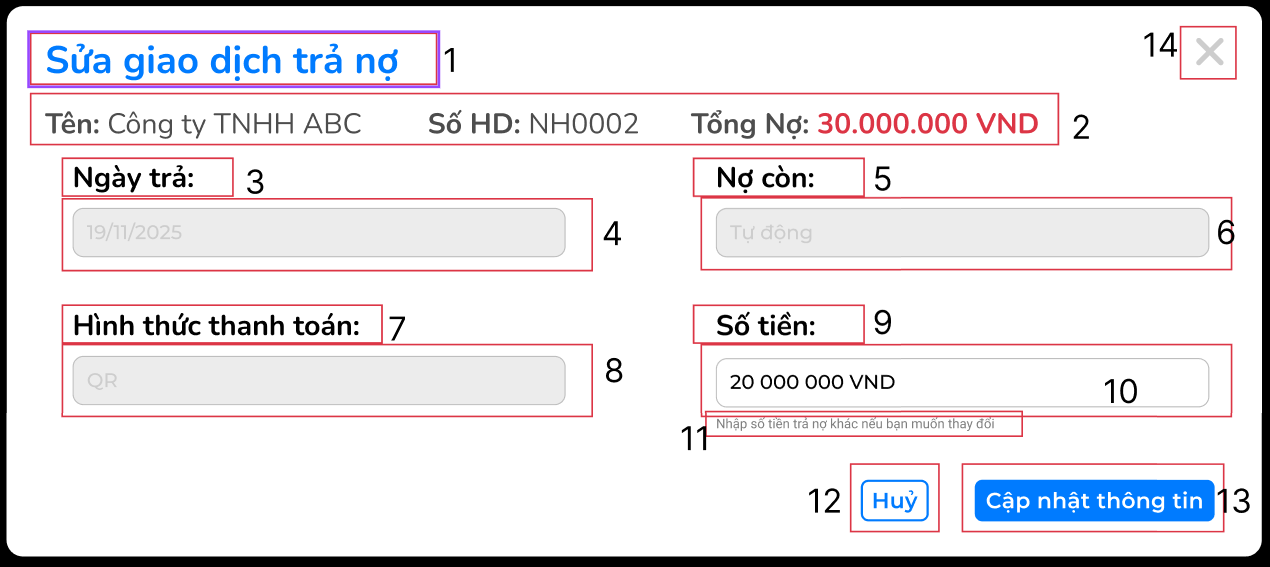 Sửa giao dịch trả nợ 1
14
Tên: Công ty TNHH ABC Số HD: NH0002 Tổng Nợ: 30.000.000 VND 2
Ngày trả: 3 Nợ còn: 5
19/11/2025 4 Tự động 6
Hình thức thanh toán: 7 Số tiền: 9
QR 8 20 000 000 VND 10
11 Nhập số tiền trả nợ khác nếu bạn muốn thay đổi
12 Huỷ Cập nhật thông tin 13